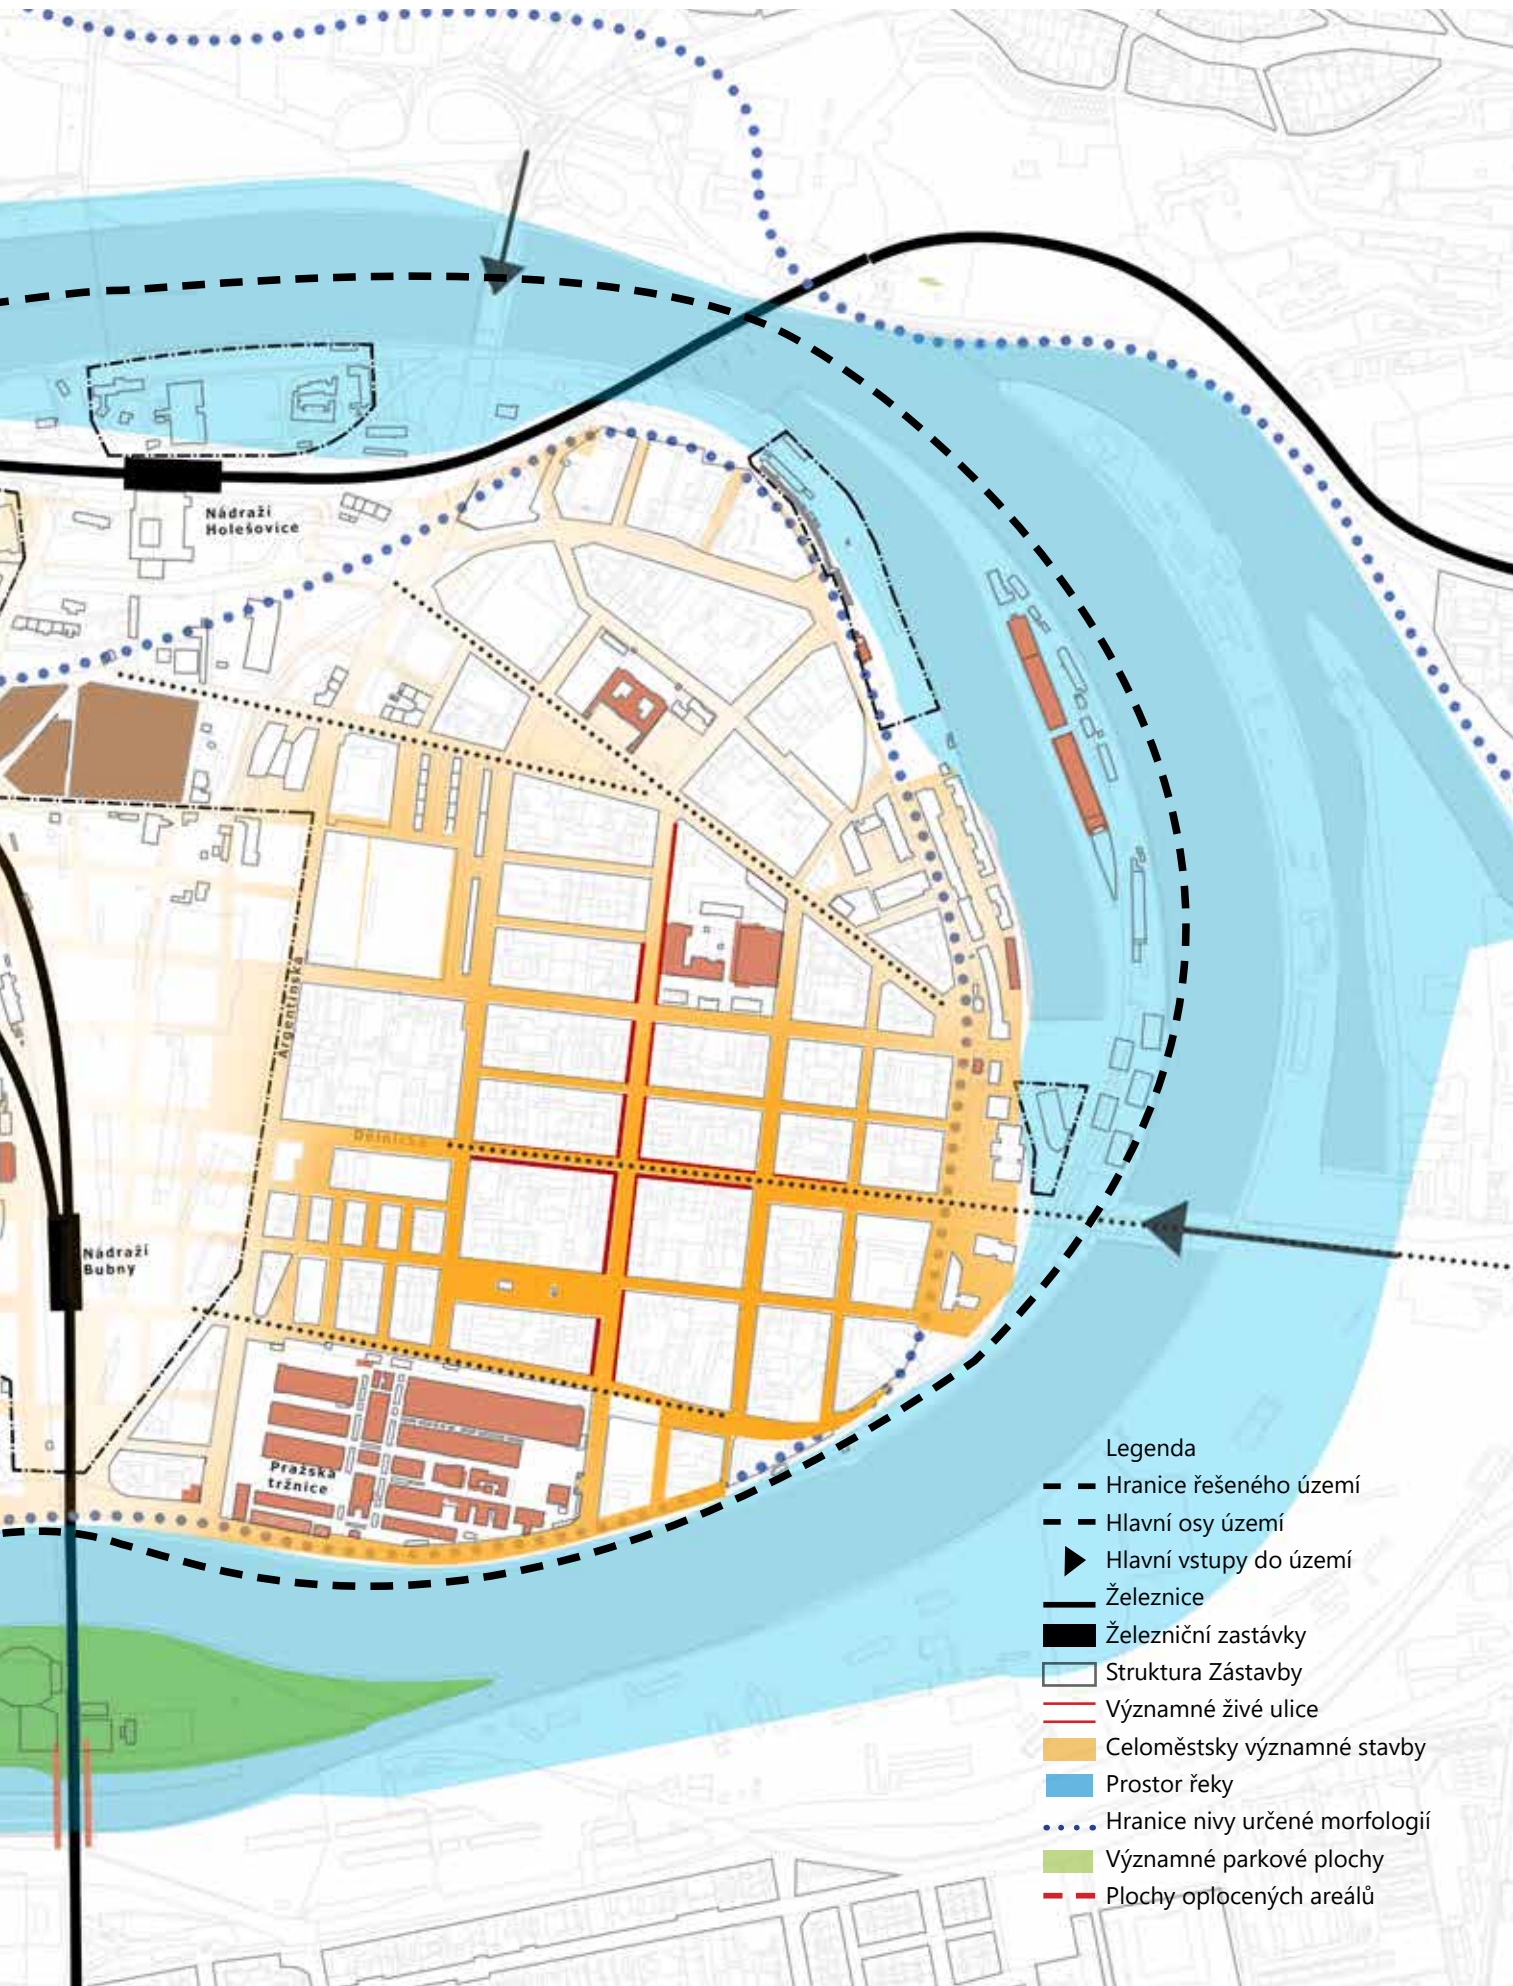 Nádraží
Holešovice
Argentinská
Dělnická
Nádraží
Bubny
Pražská
tržnice
Legenda
Hranice řešeného území
Hlavní osy území
Hlavní vstupy do území
Železnice
Železniční zastávky
Struktura Zástavby
Významné živé ulice
Celoměstsky významné stavby
Prostor řeky
Hranice nivy určené morfologií
Významné parkové plochy
Plochy oplocených areálů